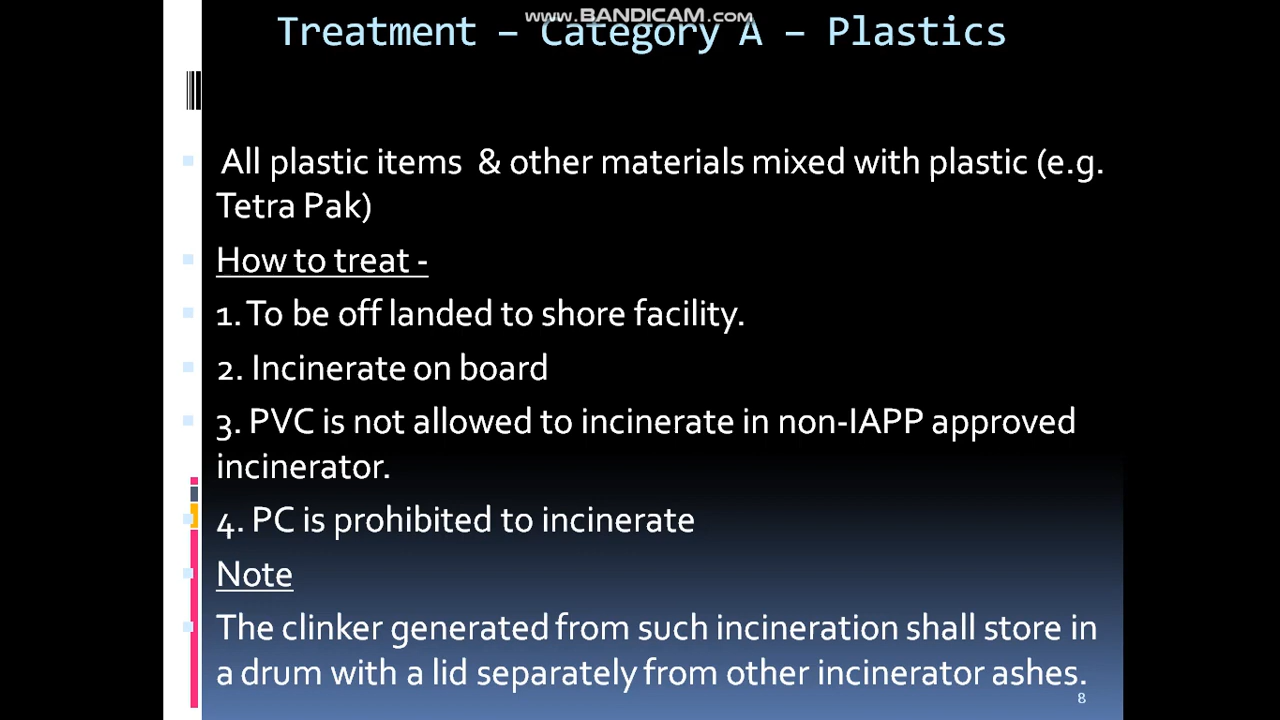 www.BANDICAM.com
Treatment – Category A – Plastics
All plastic items & other materials mixed with plastic (e.g.
Tetra Pak)
How to treat -
1. To be off landed to shore facility.
2. Incinerate on board
3. PVC is not allowed to incinerate in non-IAPP approved
incinerator.
4. PC is prohibited to incinerate
Note
The clinker generated from such incineration shall store in
a drum with a lid separately from other incinerator ashes.
8